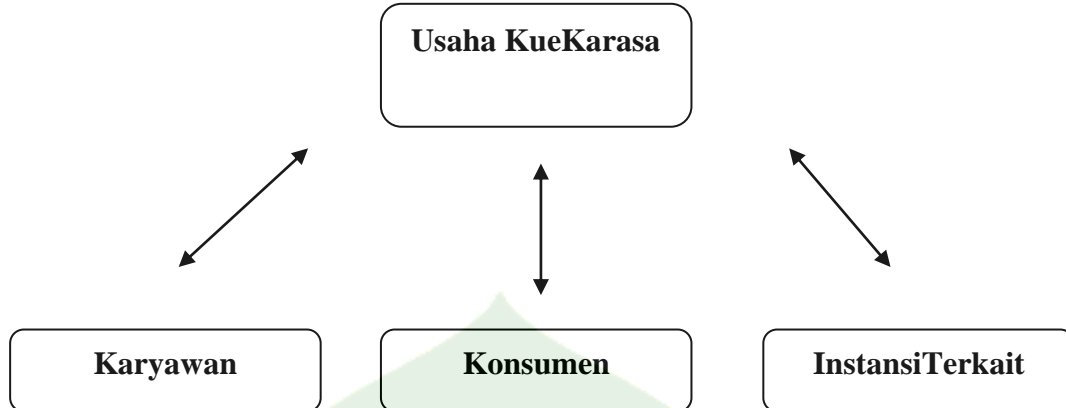 Usaha KueKarasa
Karyawan
Konsumen
InstansiTerkait